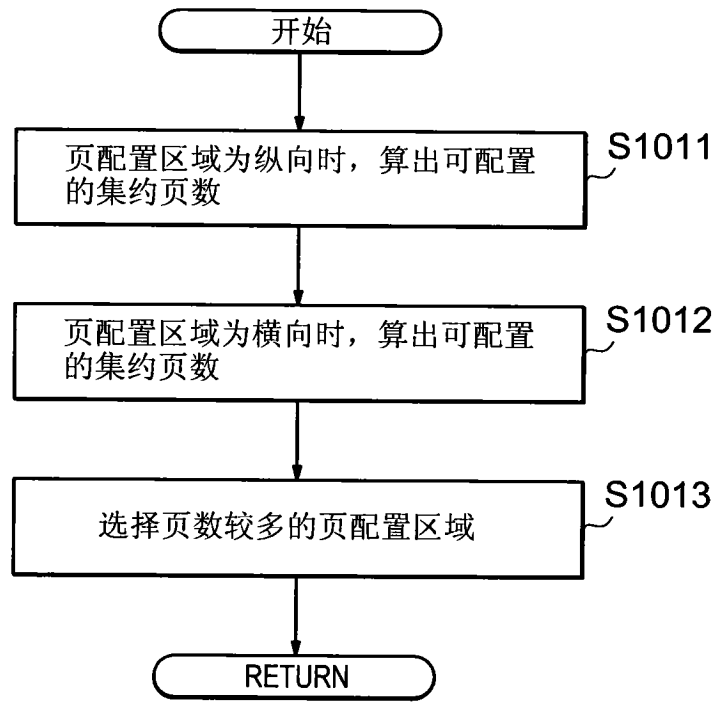 开始
页配置区域为纵向时，算出可配置
的集约页数
S1011
页配置区域为横向时，算出可配置
的集约页数
S1012
选择页数较多的页配置区域
S1013
RETURN